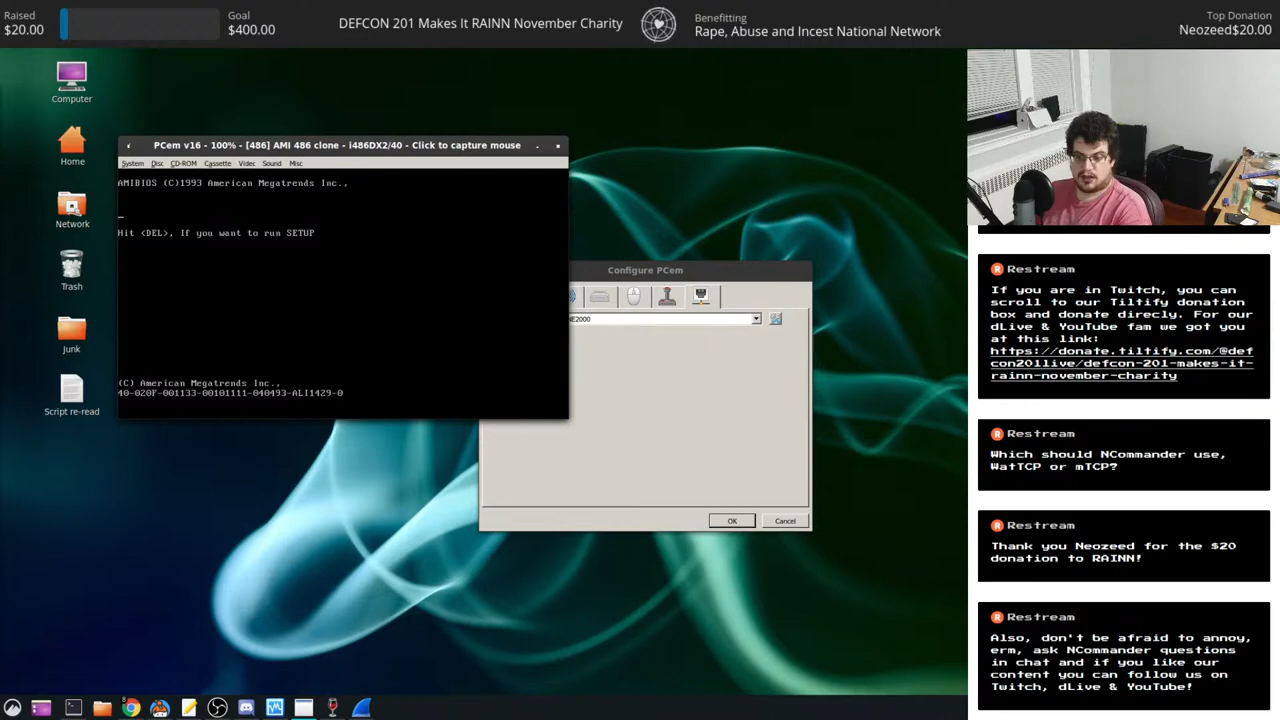 Raised
$20.00
Goal
$400.00
DEFCON 201 Makes It RAINN November Charity
Benefitting
Rape, Abuse and Incest National Network
Top Donation
Neozeed$20.00
Computer
Home
Network
Trash
Junk
Script re-read
PCem v16 - 100% - [486] AMI 486 clone - i486DX2/40 - Click to capture mouse
System Disc CD-ROM Cassette Video Sound Misc
AMIBIOS (C)1993 American Megatrends Inc.,
Hit <DEL>, If you want to run SETUP
(C) American Megatrends Inc.,
40-020F-001133-00101111-040493-ALI1429-0
Configure PCem
NE2000
OK
Cancel
Restream
If you are in Twitch, you can
scroll to our Tiltify donation
box and donate direcly. For our
dLive & YouTube fam we got you
at this link:
https://donate.tiltify.com/@def
con201live/defcon-201-makes-it-
rainn-november-charity
Restream
Which should NCommander use,
WatTCP or mTCP?
Restream
Thank you Neozeed for the $20
donation to RAINN!
Restream
Also, don't be afraid to annoy,
erm, ask NCommander questions
in chat and if you like our
content you can follow us on
Twitch, dLive & YouTube!